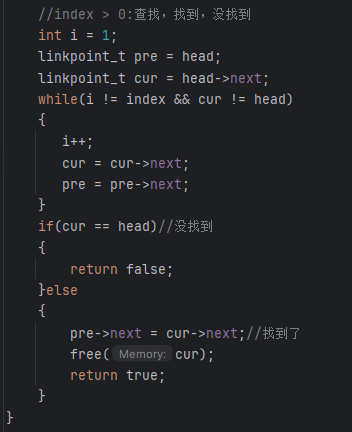 //index > 0:查找，找到，没找到
int i = 1;
linkpoint_t pre = head;
linkpoint_t cur = head->next;
while(i != index && cur != head)
{
i++;
cur = cur->next;
pre = pre->next;
}
if(cur == head)//没找到
{
return false;
}else
{
pre->next = cur->next;//找到了
free( Memory: cur);
return true;
}
}